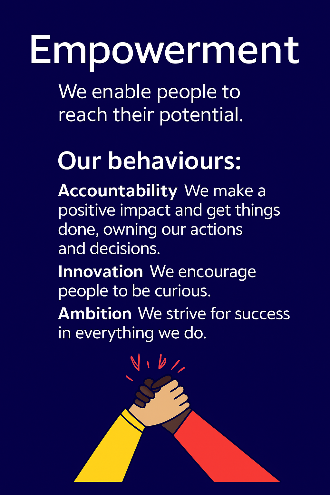 Empowerment
We enable people to
reach their potential.
Our behaviours:
Accountability We make a
positive impact and get things
done, owning our actions
and decisions.
Innovation We encourage
people to be curious.
Ambition We strive for success
in everything we do.